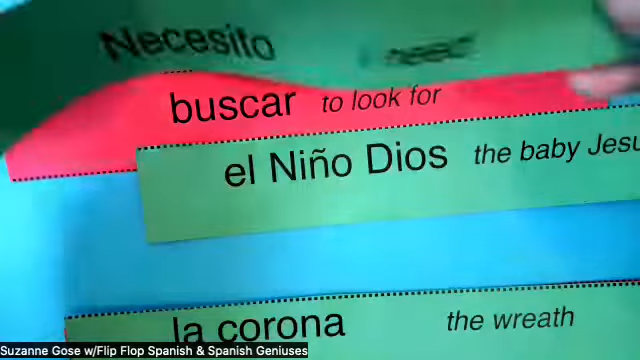 Necesito I need
buscar to look for
el Niño Dios the baby Jesu
la corona the wreath
Suzanne Gose w/Flip Flop Spanish & Spanish Geniuses